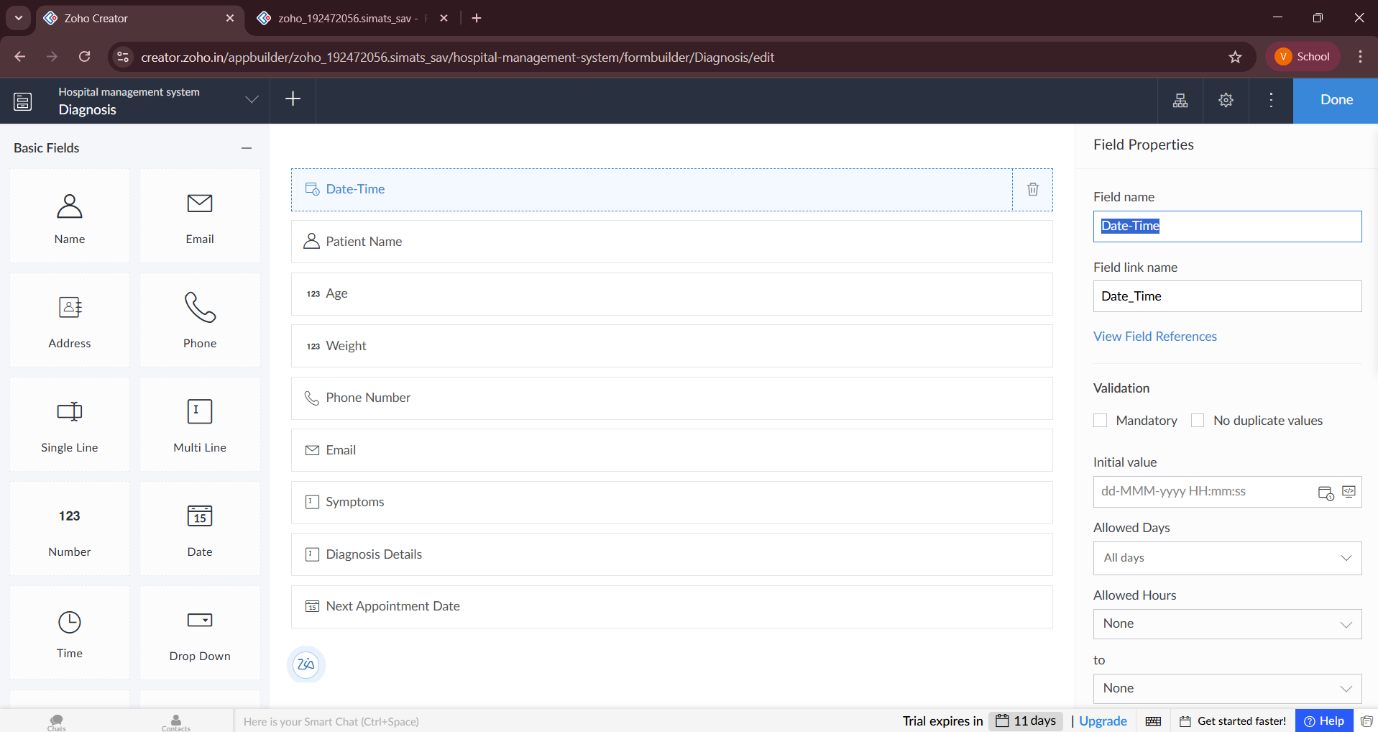 Zoho Creator
zoho_192472056.simats_sav -
creator.zoho.in/appbuilder/zoho_192472056.simats_sav/hospital-management-system/formbuilder/Diagnosis/edit
V School
Hospital management system
Diagnosis
Done
Basic Fields
Name
Email
Address
Phone
Single Line
Multi Line
123
15
Number
Date
Time
Drop Down
Date-Time
Patient Name
123 Age
123 Weight
Phone Number
Email
Symptoms
Diagnosis Details
15 Next Appointment Date
Zia
Field Properties
Field name
Date-Time
Field link name
Date_Time
View Field References
Validation
Mandatory
No duplicate values
Initial value
dd-MMM-yyyy HH:mm:ss
Allowed Days
All days
Allowed Hours
None
to
None
Chats
Contacts
Here is your Smart Chat (Ctrl+Space)
Trial expires in 11 days | Upgrade
Get started faster!
Help